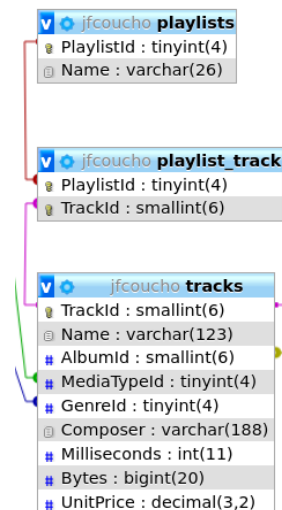 jfcoucho playlists
PlaylistId : tinyint(4)
Name : varchar(26)
jfcoucho playlist_track
PlaylistId : tinyint(4)
TrackId : smallint(6)
jfcoucho tracks
TrackId : smallint(6)
Name : varchar(123)
AlbumId : smallint(6)
MediaTypeId : tinyint(4)
GenreId : tinyint(4)
Composer : varchar(188)
Milliseconds : int(11)
Bytes : bigint(20)
UnitPrice : decimal(3,2)